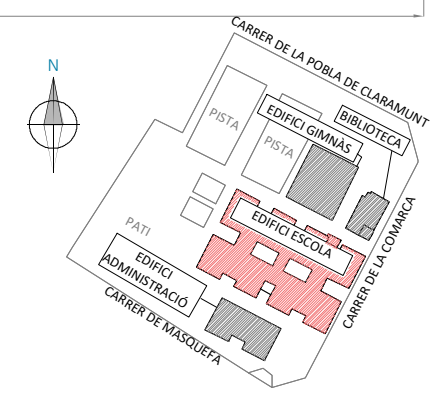 CARRER DE LA POBLA DE CLARAMUNT
N
PISTA
EDIFICI GIMNÀS
BIBLIOTECA
PISTA
EDIFICI ESCOLA
CARRER DE LA COMARCA
PATI
EDIFICI
ADMINISTRACIÓ
CARRER DE MASQUEFA